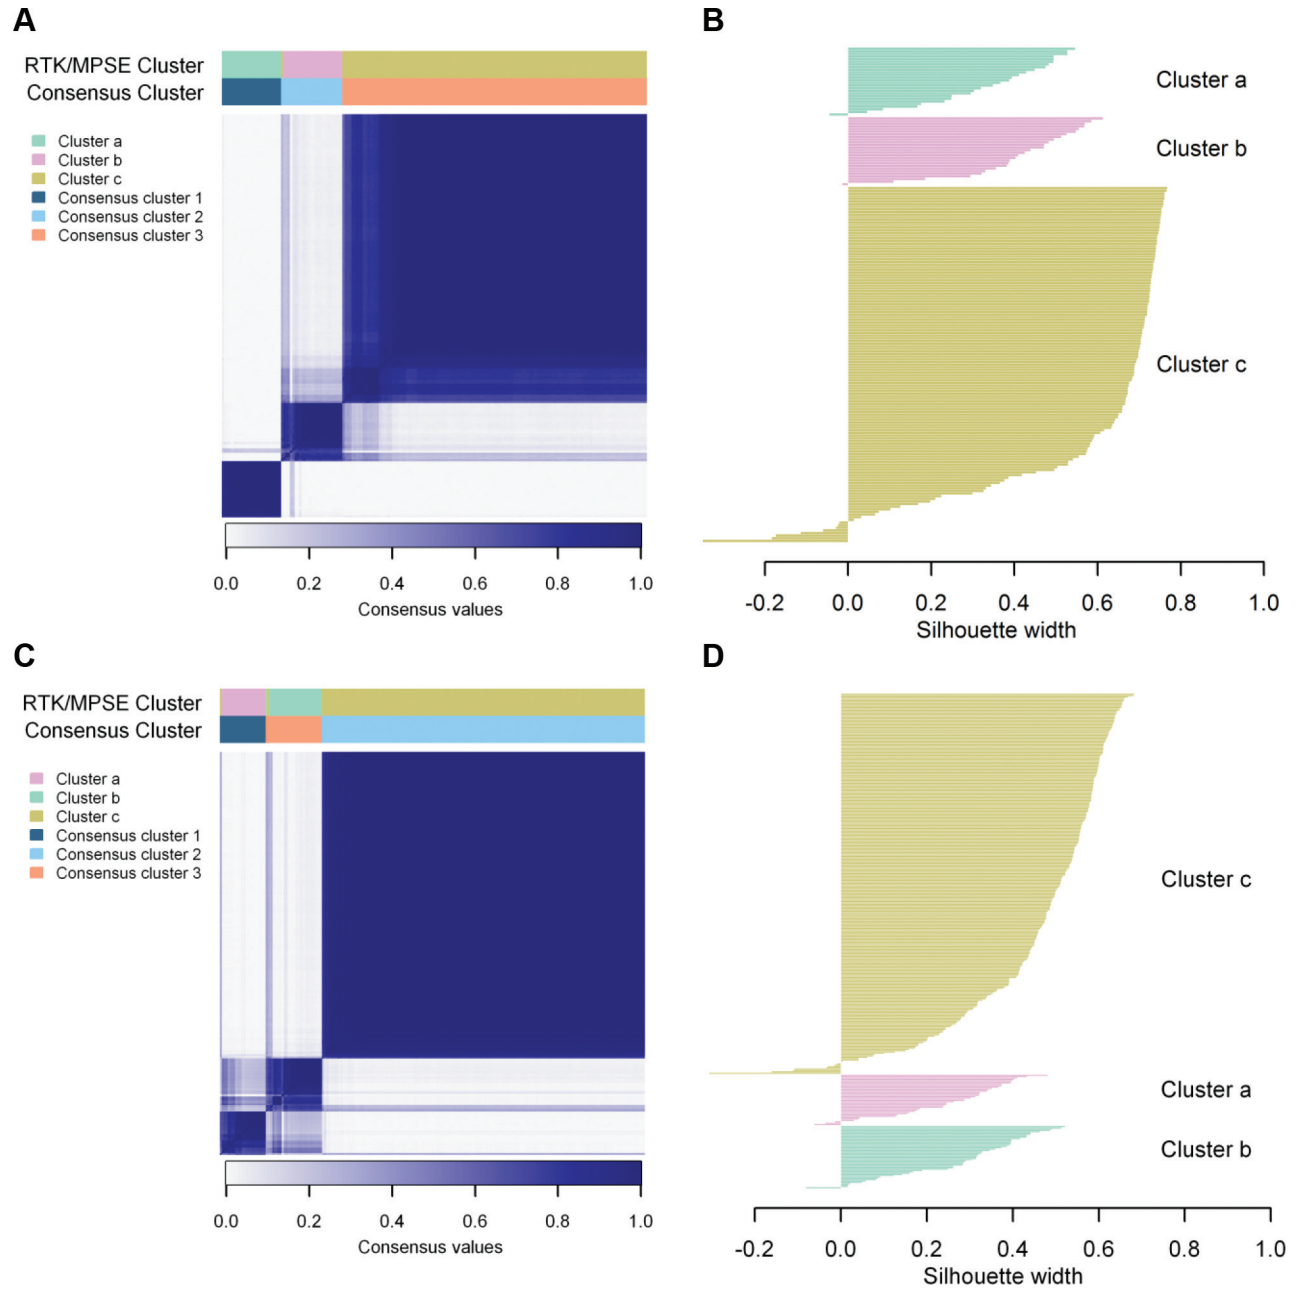 A
RTK/MPSE Cluster
Consensus Cluster
Cluster a
Cluster b
Cluster c
Consensus cluster 1
Consensus cluster 2
Consensus cluster 3
0.0 0.2 0.4 0.6 0.8 1.0
Consensus values
B
Cluster a
Cluster b
Cluster c
-0.2 0.0 0.2 0.4 0.6 0.8 1.0
Silhouette width
C
RTK/MPSE Cluster
Consensus Cluster
Cluster a
Cluster b
Cluster c
Consensus cluster 1
Consensus cluster 2
Consensus cluster 3
0.0 0.2 0.4 0.6 0.8 1.0
Consensus values
D
Cluster c
Cluster a
Cluster b
-0.2 0.0 0.2 0.4 0.6 0.8 1.0
Silhouette width